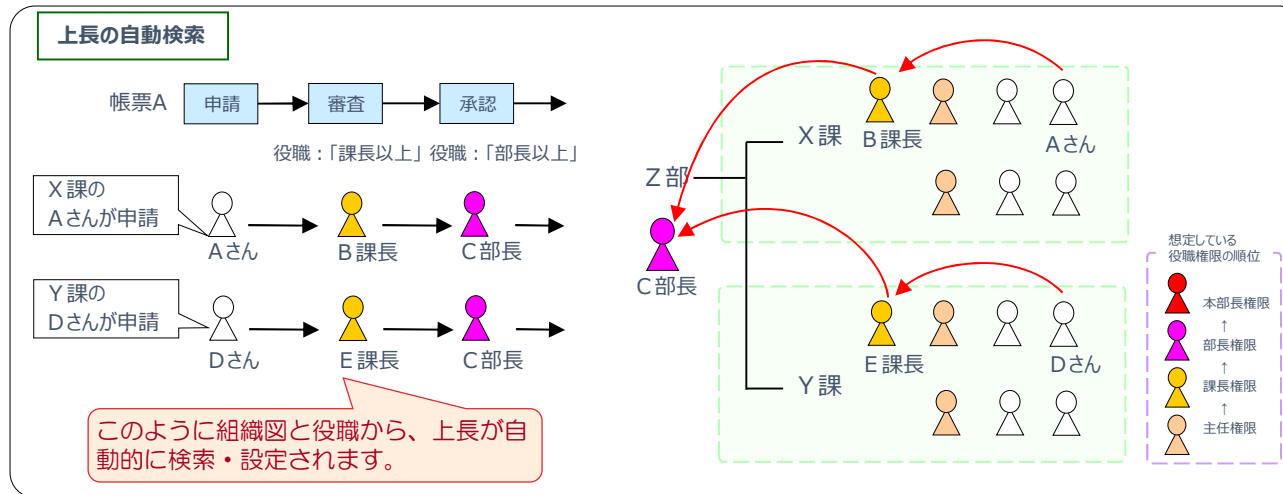 上長の自動検索
帳票A
申請
審査
承認
役職：「課長以上」
役職：「部長以上」
X課の
Aさんが申請
Aさん
B課長
C部長
Y課の
Dさんが申請
Dさん
E課長
C部長
このように組織図と役職から、上長が自
動的に検索・設定されます。
Z部
C部長
X課
B課長
Aさん
Y課
E課長
Dさん
想定している
役職権限の順位
本部長権限
↑
部長権限
↑
課長権限
↑
主任権限